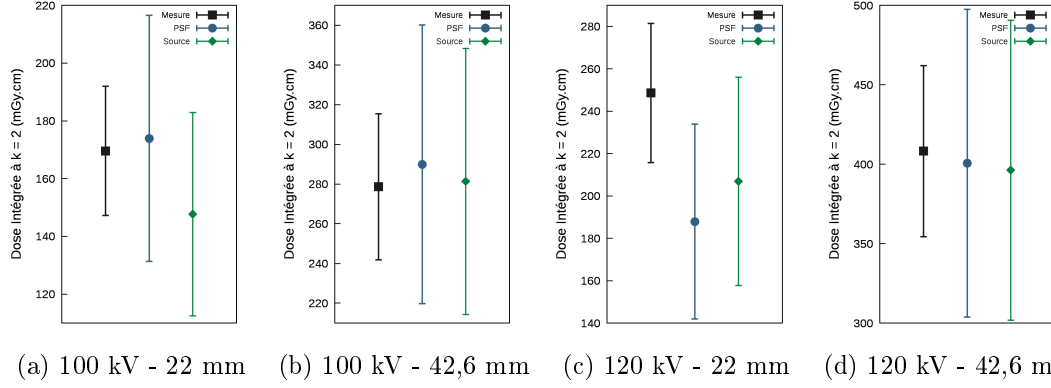 Dose Intégrée à k = 2 (mGy.cm)
220
200
180
160
140
120
Mesure
PSF
Source
Dose Intégrée à k = 2 (mGy.cm)
360
340
320
300
280
260
240
220
Mesure
PSF
Source
Dose Intégrée à k = 2 (mGy.cm)
280
260
240
220
200
180
160
140
Mesure
PSF
Source
Dose Intégrée à k = 2 (mGy.cm)
500
450
400
350
300
Mesure
PSF
Source
(a) 100 kV - 22 mm
(b) 100 kV - 42,6 mm
(c) 120 kV - 22 mm
(d) 120 kV - 42,6 m